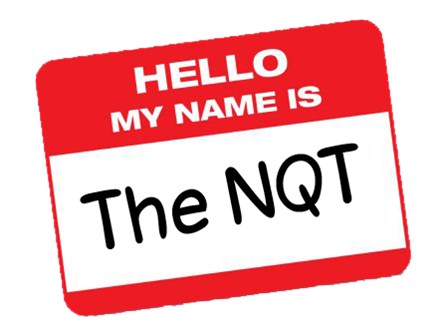 HELLO
MY NAME IS
The NQT